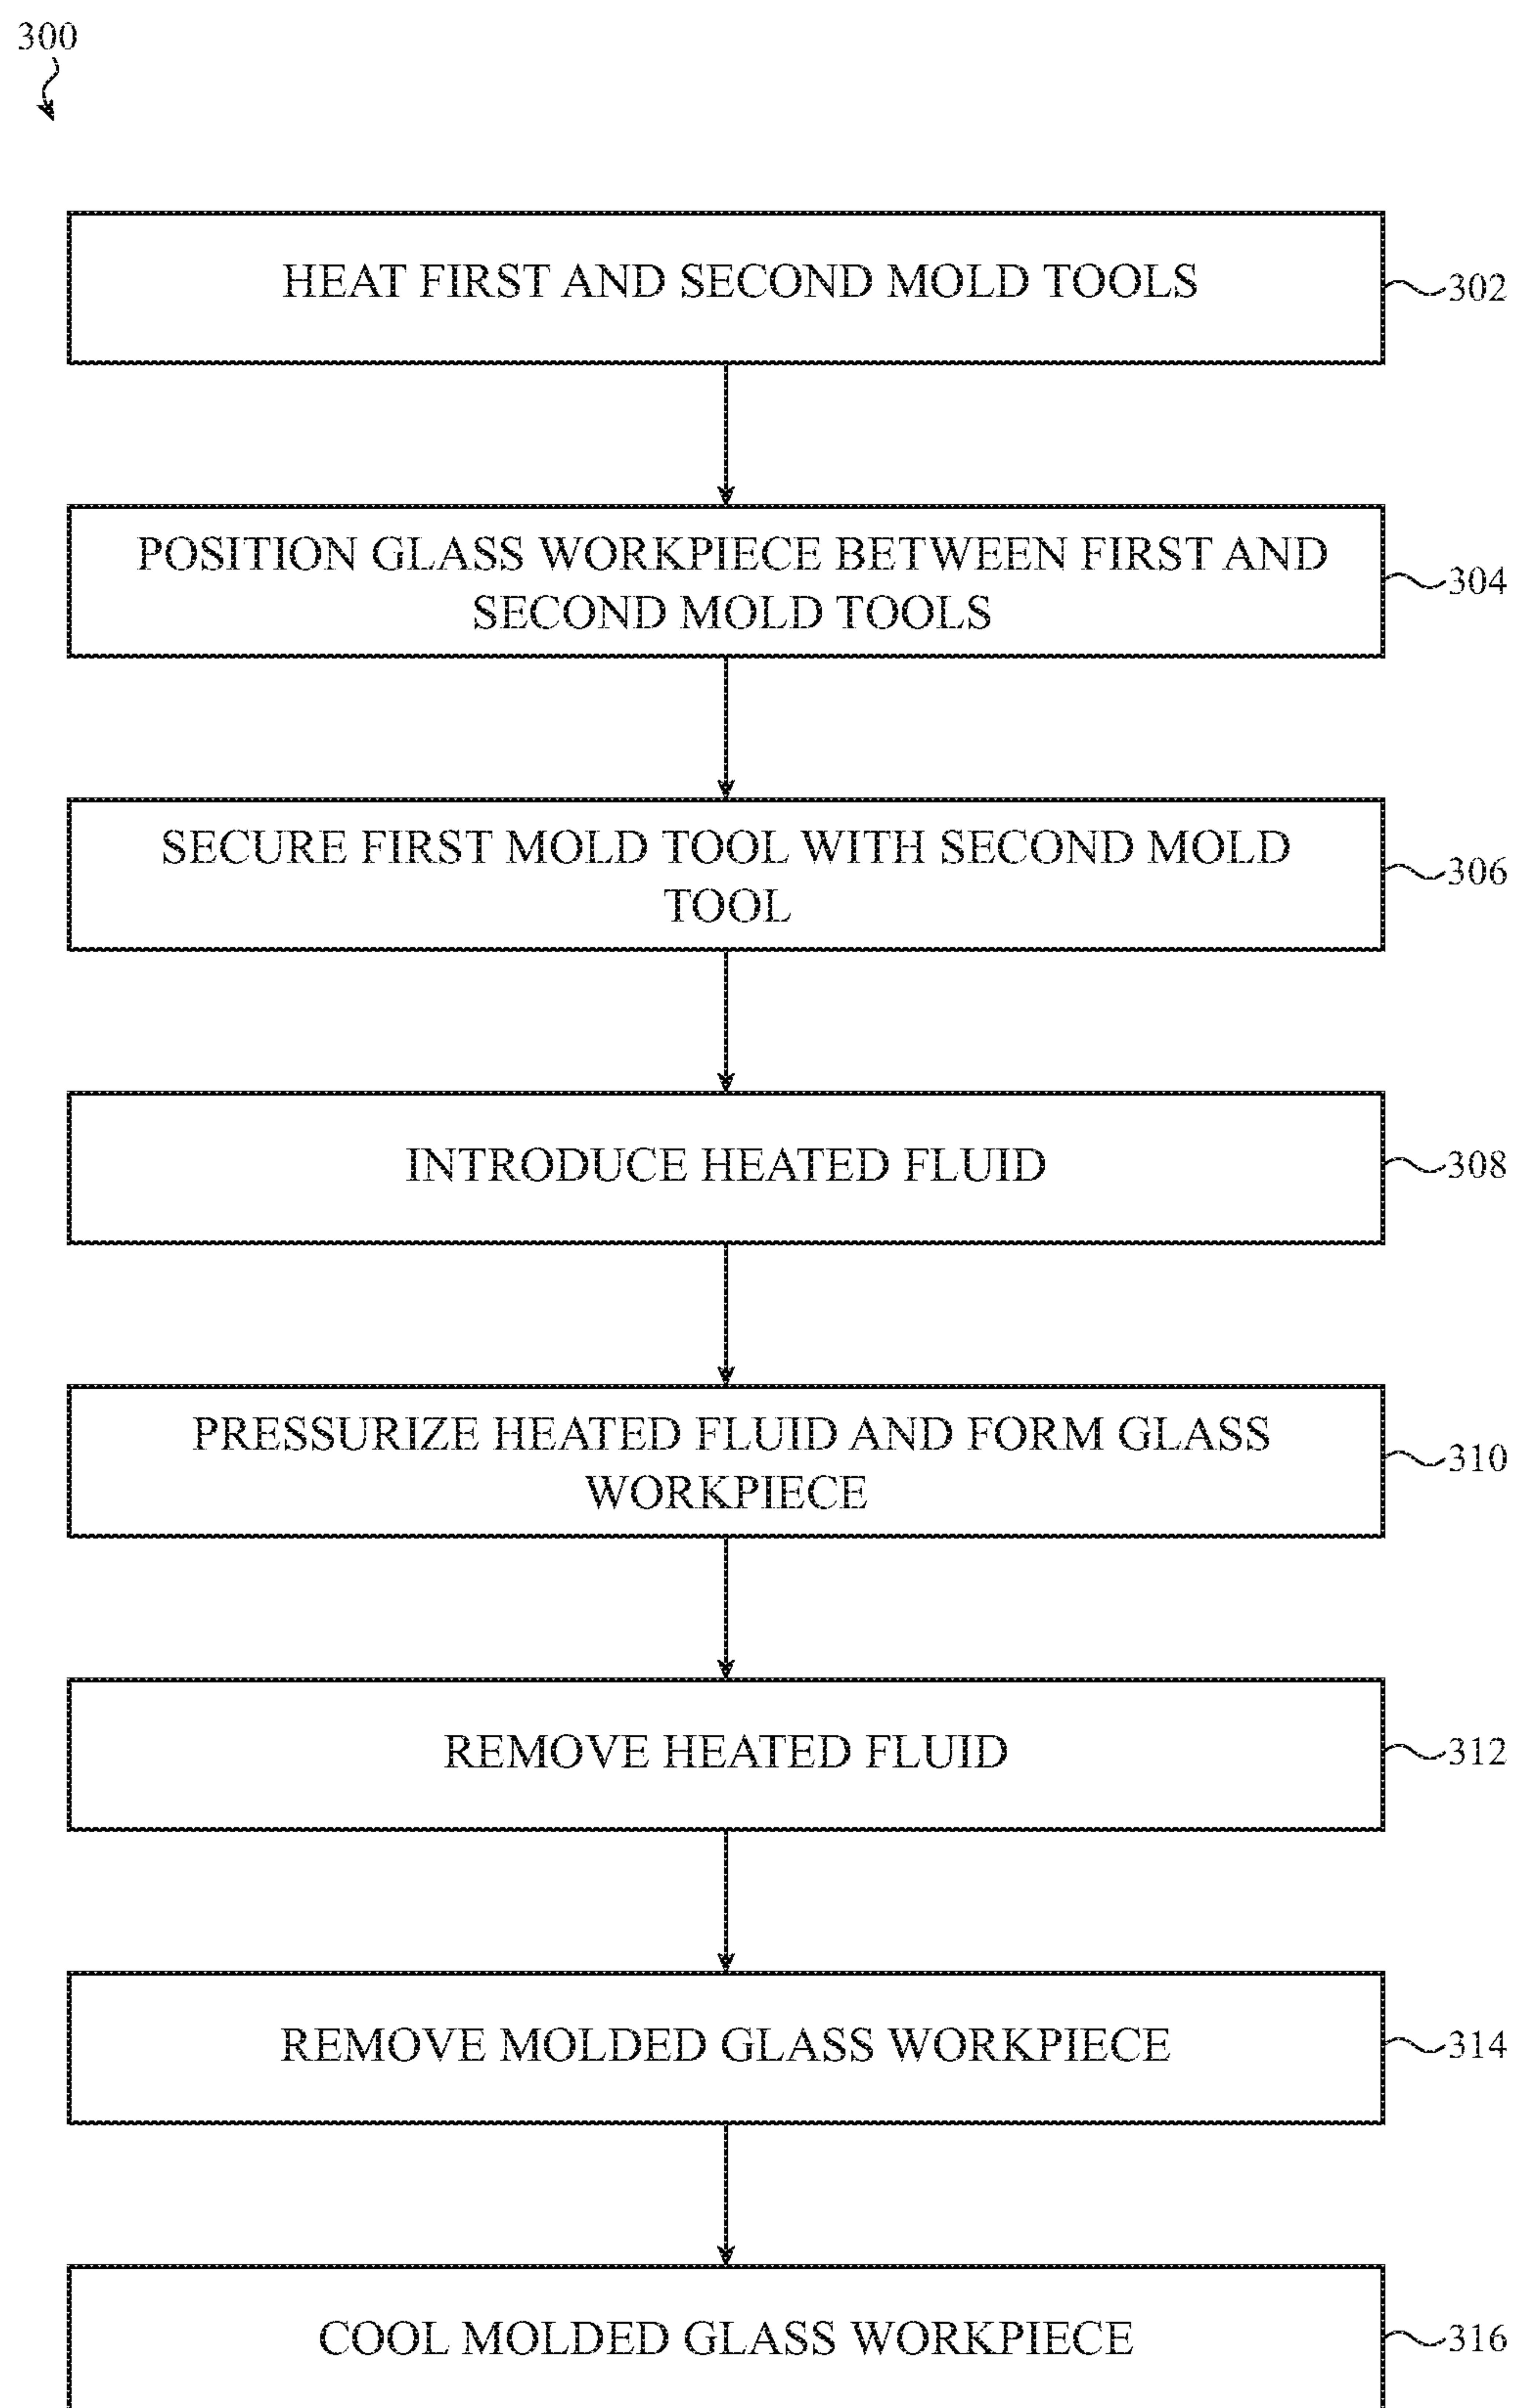 300
HEAT FIRST AND SECOND MOLD TOOLS
302
POSITION GLASS WORKPIECE BETWEEN FIRST AND
SECOND MOLD TOOLS
304
SECURE FIRST MOLD TOOL WITH SECOND MOLD
TOOL
306
INTRODUCE HEATED FLUID
308
PRESSURIZE HEATED FLUID AND FORM GLASS
WORKPIECE
310
REMOVE HEATED FLUID
312
REMOVE MOLDED GLASS WORKPIECE
314
COOL MOLDED GLASS WORKPIECE
316